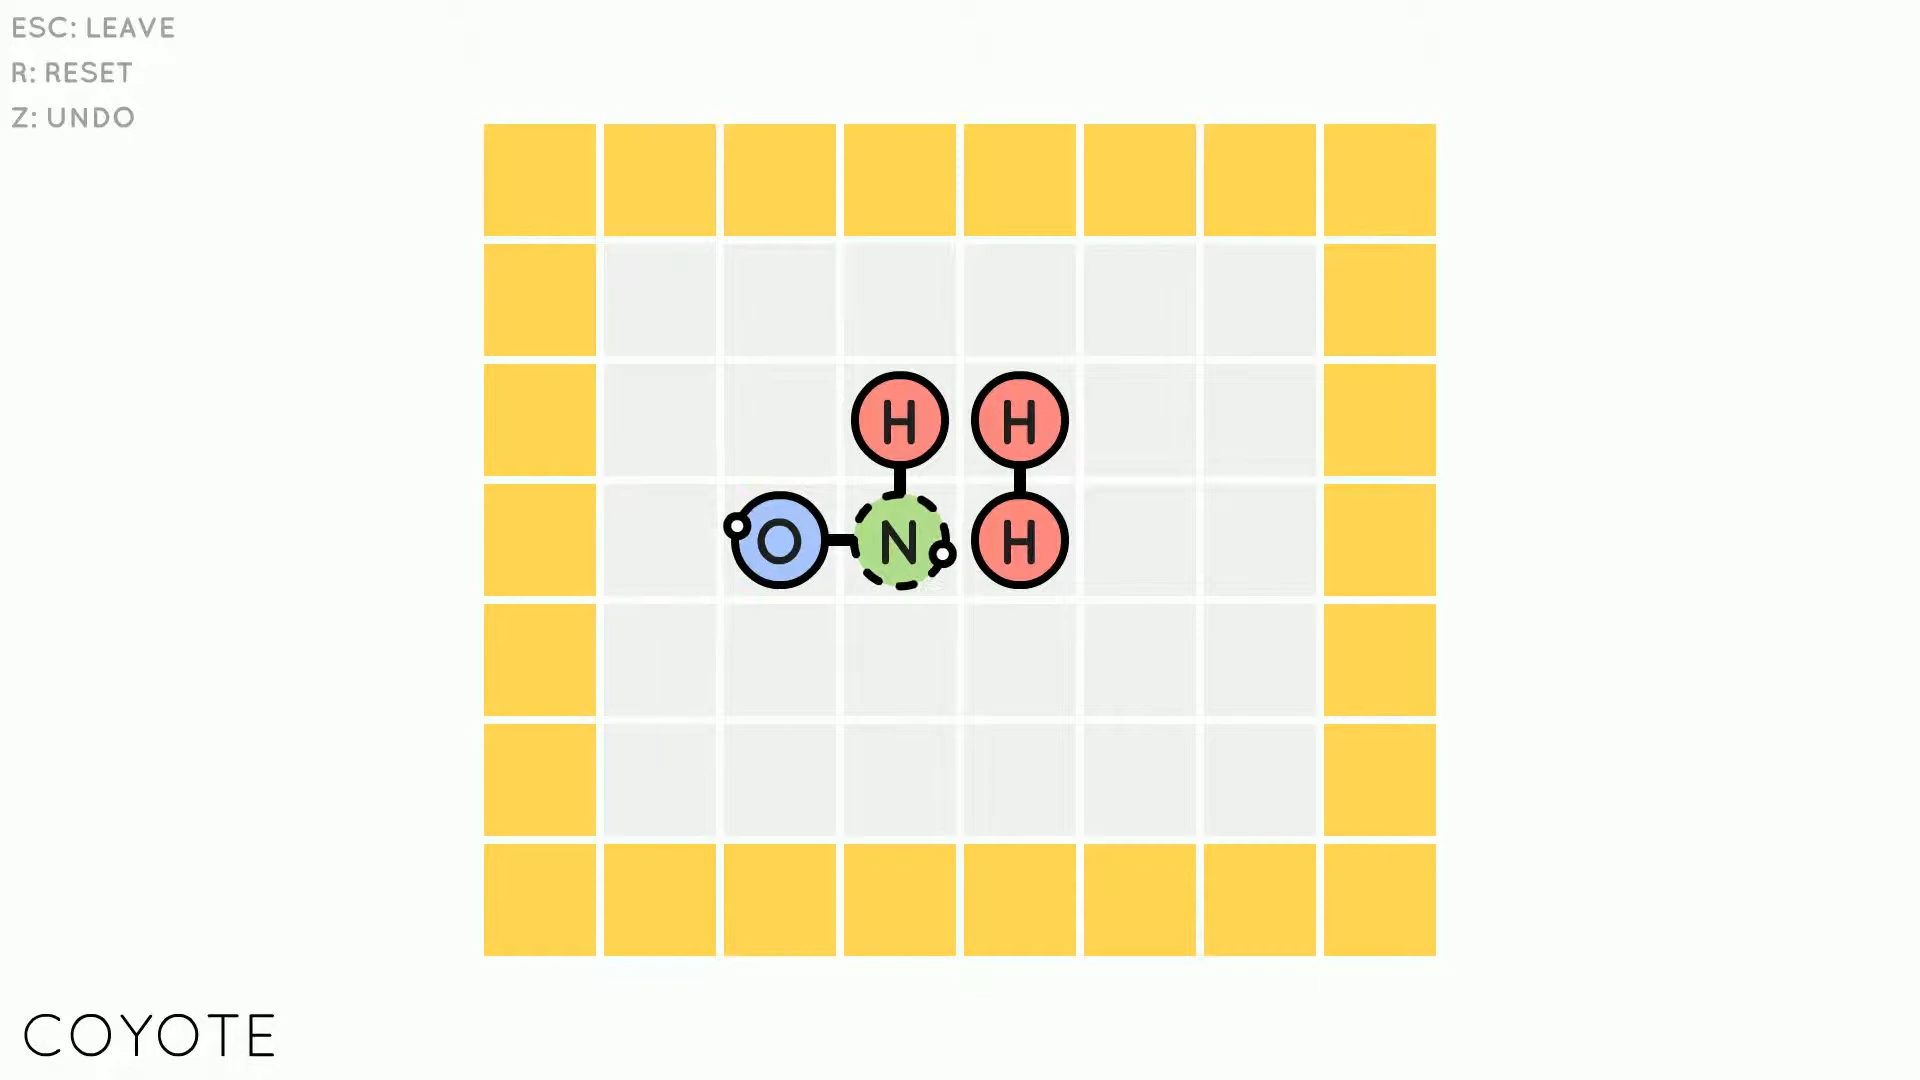 ESC: LEAVE
R: RESET
Z: UNDO
H H
O N H
COYOTE